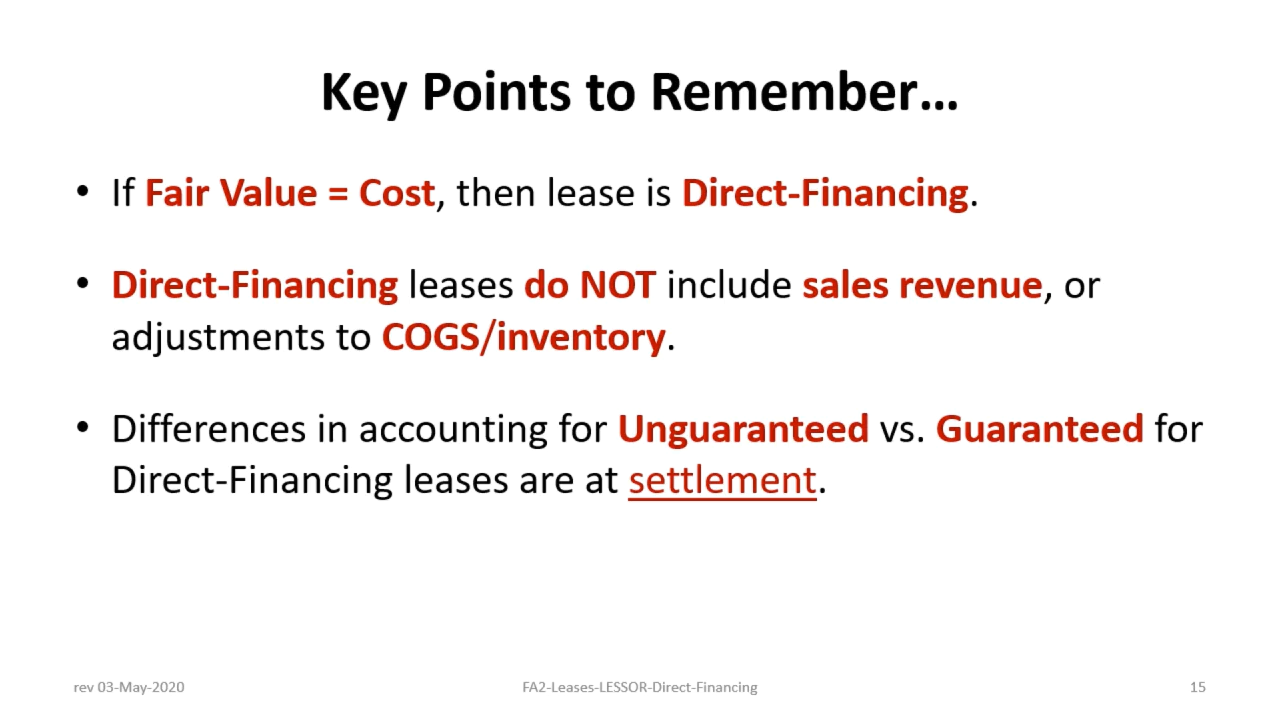 Key Points to Remember...
• If Fair Value = Cost, then lease is Direct-Financing.
• Direct-Financing leases do NOT include sales revenue, or
adjustments to COGS/inventory.
• Differences in accounting for Unguaranteed vs. Guaranteed for
Direct-Financing leases are at settlement.
rev 03-May-2020
FA2-Leases-LESSOR-Direct-Financing
15